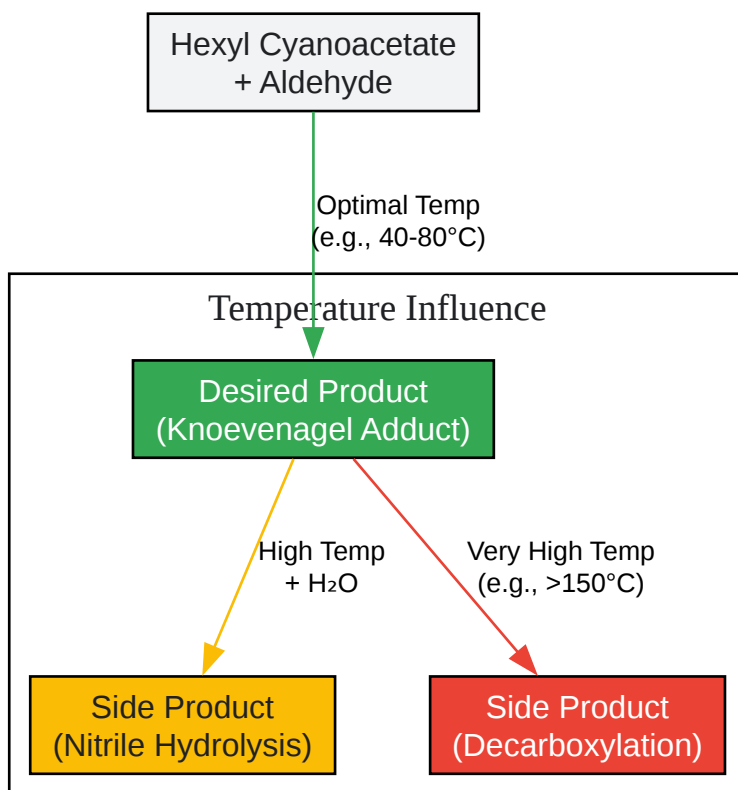 Hexyl Cyanoacetate
+ Aldehyde
Optimal Temp
(e.g., 40-80°C)
Temperature Influence
Desired Product
(Knoevenagel Adduct)
High Temp
+ H₂O
Very High Temp
(e.g., >150°C)
Side Product
(Nitrile Hydrolysis)
Side Product
(Decarboxylation)